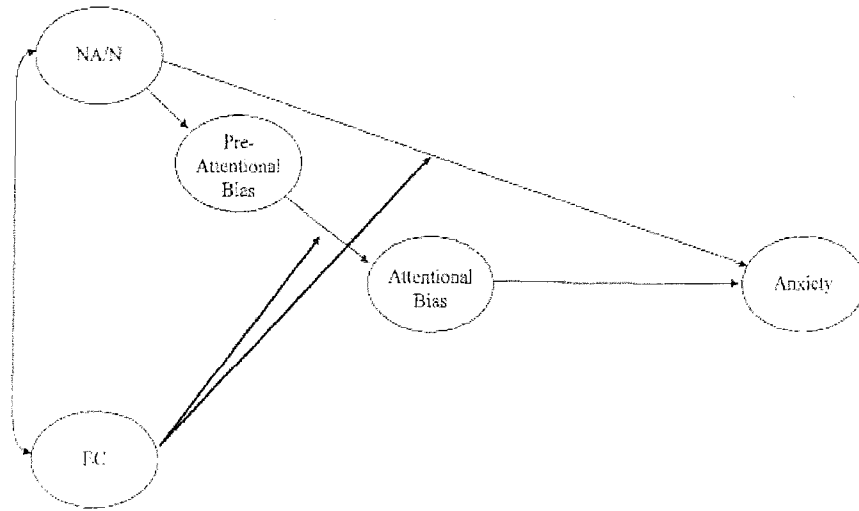 NA/N
Pre-
Attentional
Bias
Attentional
Bias
Anxiety
EC